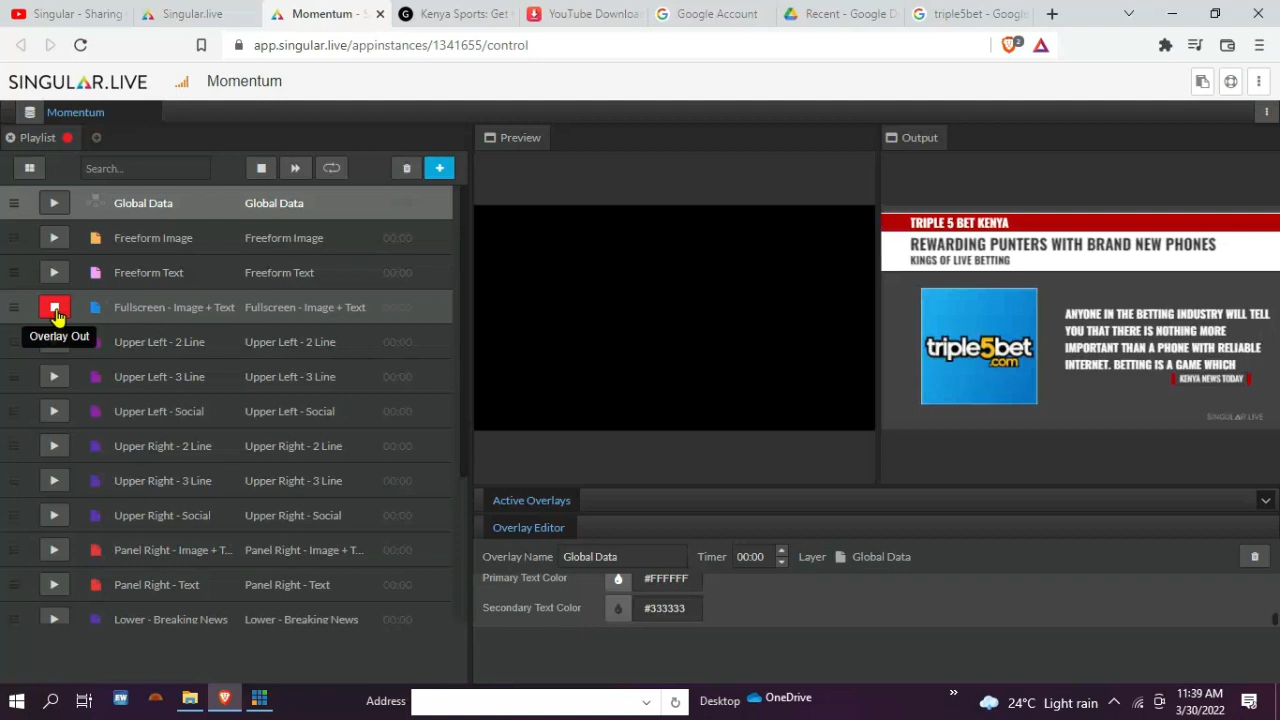 Singular - Sharing
Singular.live
Momentum - S
Kenya Sports: Get
YouTube Download
Google Account
Recent - Google D
triple5bet - Googl
app.singular.live/appinstances/1341655/control
2
SINGULAR.LIVE
Momentum
Momentum
Playlist
Preview
Output
Search...
Global Data Global Data
Freeform Image Freeform Image 00:00
Freeform Text Freeform Text 00:00
Fullscreen - Image + Text Fullscreen - Image + Text
Overlay Out
Upper Left - 2 Line Upper Left - 2 Line 00:00
Upper Left - 3 Line Upper Left - 3 Line 00:00
Upper Left - Social Upper Left - Social 00:00
Upper Right - 2 Line Upper Right - 2 Line 00:00
Upper Right - 3 Line Upper Right - 3 Line 00:00
Upper Right - Social Upper Right - Social 00:00
Panel Right - Image + T... Panel Right - Image + T... 00:00
Panel Right - Text Panel Right - Text 00:00
Lower - Breaking News Lower - Breaking News 00:00
TRIPLE 5 BET KENYA
REWARDING PUNTERS WITH BRAND NEW PHONES
KINGS OF LIVE BETTING
triple5bet
.com
ANYONE IN THE BETTING INDUSTRY WILL TELL
YOU THAT THERE IS NOTHING MORE
IMPORTANT THAN A PHONE WITH RELIABLE
INTERNET. BETTING IS A GAME WHICH
KENYA NEWS TODAY
SINGULAR.LIVE
Active Overlays
Overlay Editor
Overlay Name Global Data Timer 00:00 Layer Global Data
Primary Text Color #FFFFFF
Secondary Text Color #333333
Address
Desktop
OneDrive
24°C Light rain
11:39 AM
3/30/2022